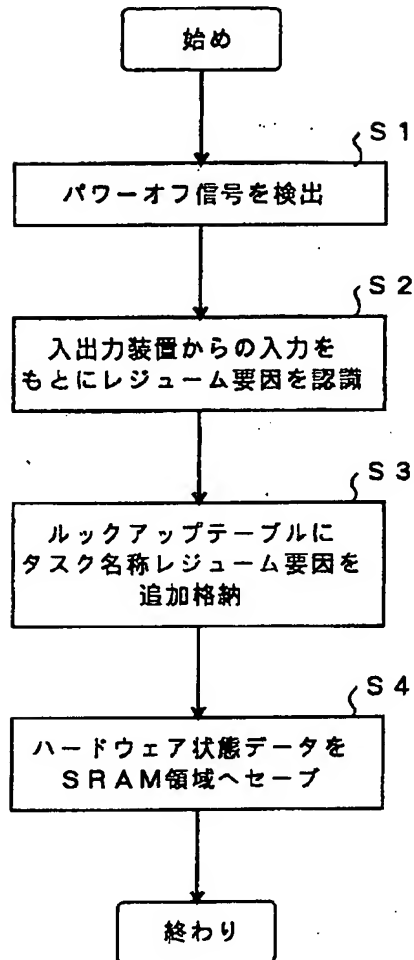 始め
S1
パワーオフ信号を検出
S2
入出力装置からの入力を
もとにレジューム要因を認識
S3
ルックアップテーブルに
タスク名称レジューム要因を
追加格納
S4
ハードウェア状態データを
SRAM領域へセーブ
終わり